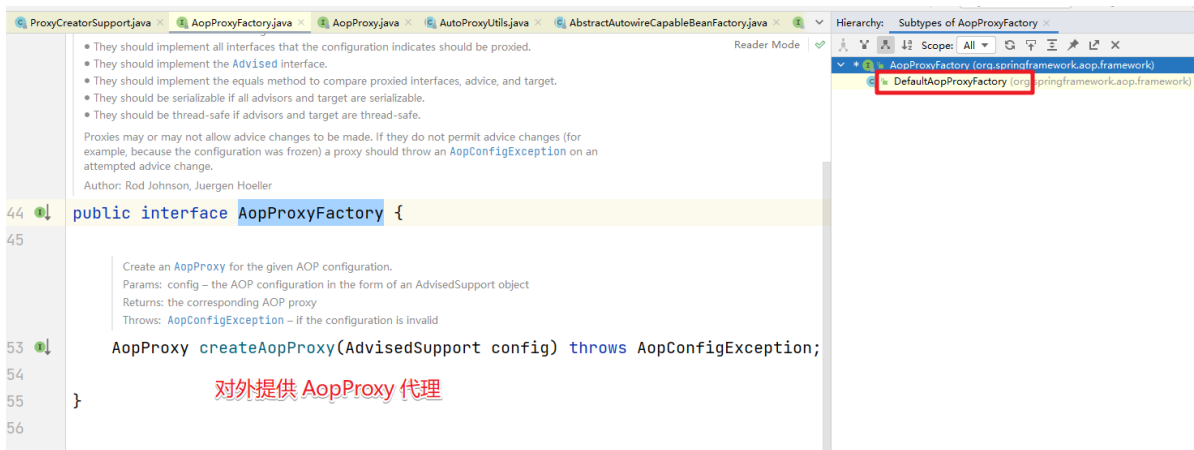 ProxyCreatorSupport.java
AopProxyFactory.java
AopProxy.java
AutoProxyUtils.java
AbstractAutowireCapableBeanFactory.java
Hierarchy: Subtypes of AopProxyFactory
Reader Mode
Scope: All
They should implement all interfaces that the configuration indicates should be proxied.
They should implement the Advised interface.
They should implement the equals method to compare proxied interfaces, advice, and target.
They should be serializable if all advisors and target are serializable.
They should be thread-safe if advisors and target are thread-safe.
Proxies may or may not allow advice changes to be made. If they do not permit advice changes (for
example, because the configuration was frozen) a proxy should throw an AopConfigException on an
attempted advice change.
Author: Rod Johnson, Juergen Hoeller
44 public interface AopProxyFactory {
45
Create an AopProxy for the given AOP configuration.
Params: config – the AOP configuration in the form of an AdvisedSupport object
Returns: the corresponding AOP proxy
Throws: AopConfigException – if the configuration is invalid
53 AopProxy createAopProxy(AdvisedSupport config) throws AopConfigException;
54
对外提供 AopProxy 代理
55 }
56
AopProxyFactory (org.springframework.aop.framework)
DefaultAopProxyFactory (org.springframework.aop.framework)